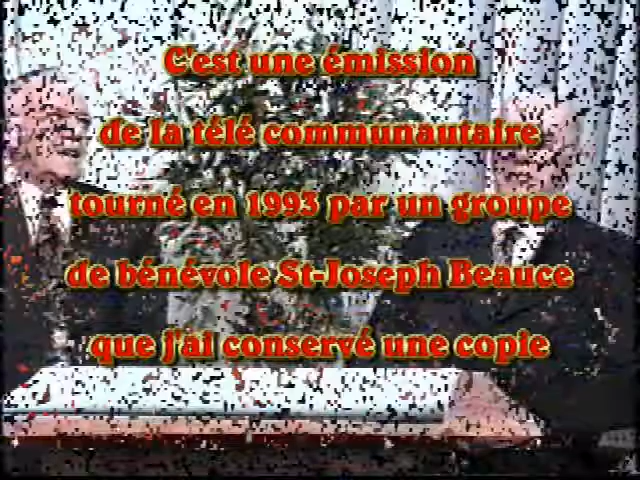 C'est une émission
de la télé communautaire
tourné en 1993 par un groupe
de bénévole St-Joseph Beauce
que j'ai conservé une copie